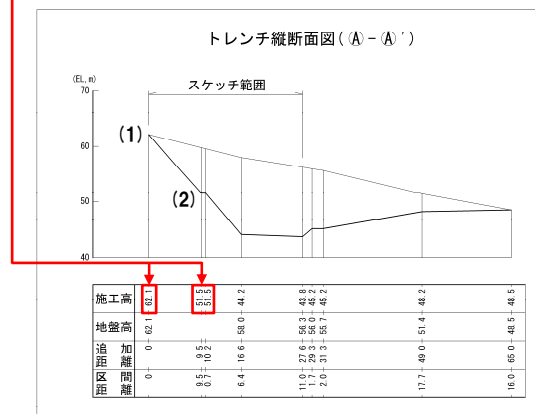 トレンチ縦断面図(Ⓐ－Ⓐ')
(EL,m)
スケッチ範囲
70
60
50
40
(1)
(2)
施工高 62.1 51.5 51.5 44.2 43.8 45.2 45.2 48.2 48.5
地盤高 62.1 58.0 56.3 56.0 55.7 51.4 48.5
追加距離 0 9.5 10.2 16.6 27.6 29.3 31.3 49.0 65.0
区間距離 0 9.5 0.7 6.4 11.0 1.7 2.0 17.7 16.0